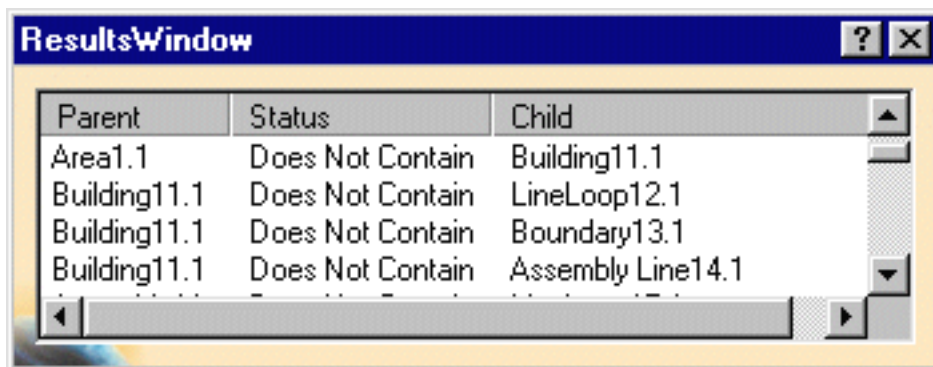 ResultsWindow
Parent Status Child
Area1.1 Does Not Contain Building11.1
Building11.1 Does Not Contain LineLoop12.1
Building11.1 Does Not Contain Boundary13.1
Building11.1 Does Not Contain Assembly Line14.1